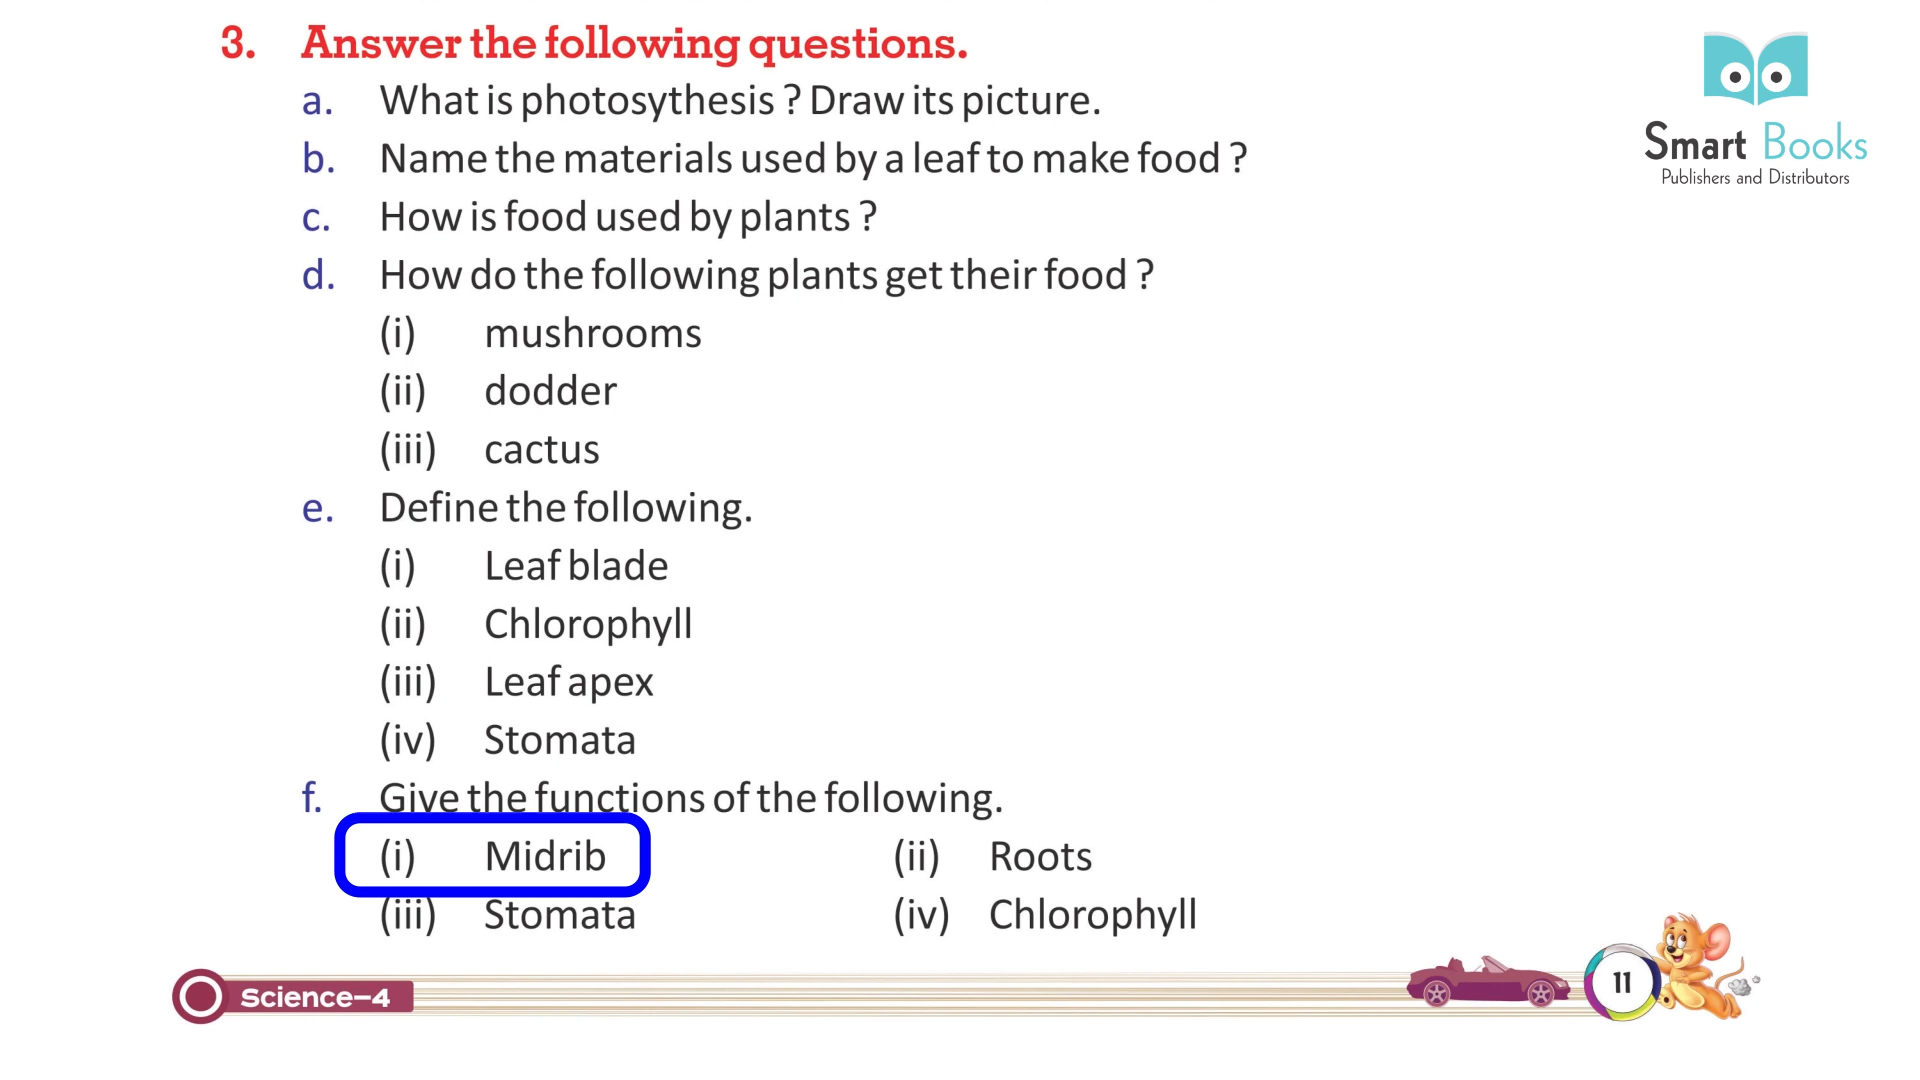 3. Answer the following questions.
a. What is photosythesis ? Draw its picture.
b. Name the materials used by a leaf to make food ?
c. How is food used by plants ?
d. How do the following plants get their food ?
(i) mushrooms
(ii) dodder
(iii) cactus
e. Define the following.
(i) Leaf blade
(ii) Chlorophyll
(iii) Leaf apex
(iv) Stomata
f. Give the functions of the following.
(i) Midrib (ii) Roots
(iii) Stomata (iv) Chlorophyll
Science–4
11
Smart Books
Publishers and Distributors